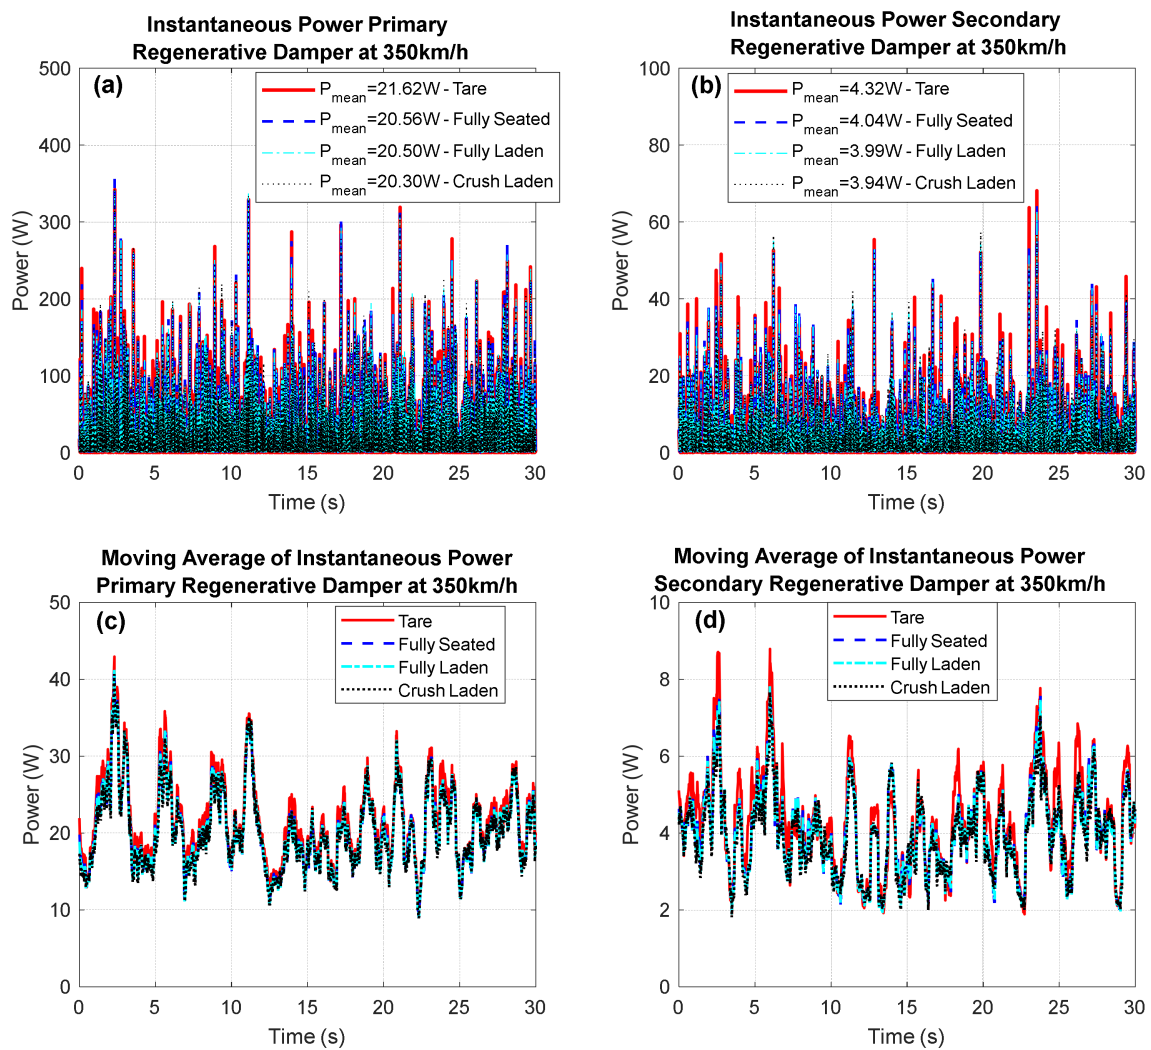 Instantaneous Power Primary
Regenerative Damper at 350km/h
(a)
P_mean=21.62W - Tare
P_mean=20.56W - Fully Seated
P_mean=20.50W - Fully Laden
P_mean=20.30W - Crush Laden
500
400
300
200
100
0
Power (W)
0 5 10 15 20 25 30
Time (s)
Instantaneous Power Secondary
Regenerative Damper at 350km/h
(b)
P_mean=4.32W - Tare
P_mean=4.04W - Fully Seated
P_mean=3.99W - Fully Laden
P_mean=3.94W - Crush Laden
100
80
60
40
20
0
Power (W)
0 5 10 15 20 25 30
Time (s)
Moving Average of Instantaneous Power
Primary Regenerative Damper at 350km/h
(c)
Tare
Fully Seated
Fully Laden
Crush Laden
50
40
30
20
10
0
Power (W)
0 5 10 15 20 25 30
Time (s)
Moving Average of Instantaneous Power
Secondary Regenerative Damper at 350km/h
(d)
Tare
Fully Seated
Fully Laden
Crush Laden
10
8
6
4
2
0
Power (W)
0 5 10 15 20 25 30
Time (s)